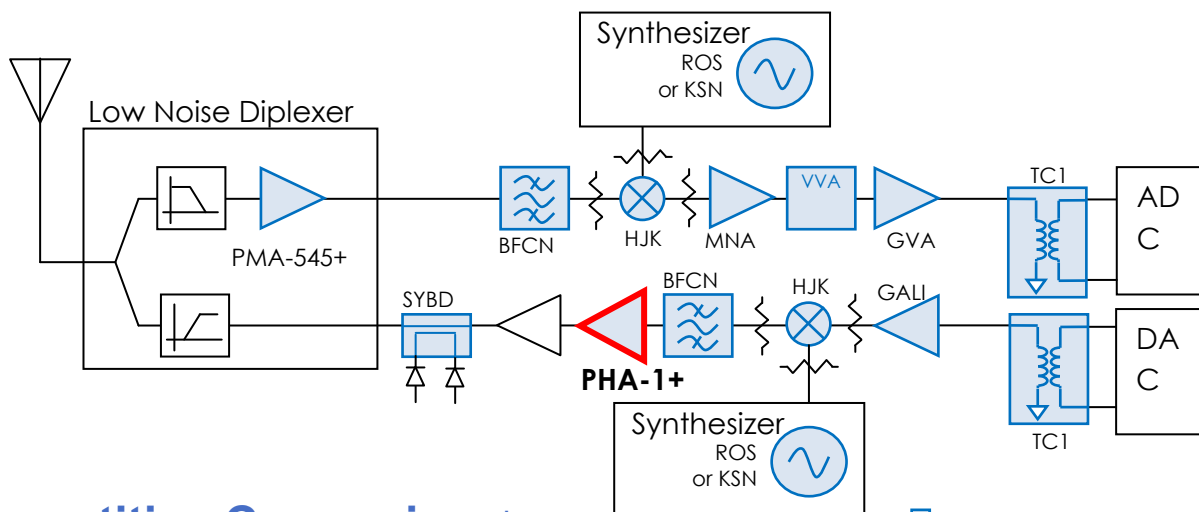 Synthesizer
ROS
or KSN
Low Noise Diplexer
PMA-545+
BFCN
HJK
MNA
VVA
GVA
TC1
AD
C
SYBD
PHA-1+
BFCN
HJK
GALI
TC1
DA
C
Synthesizer
ROS
or KSN